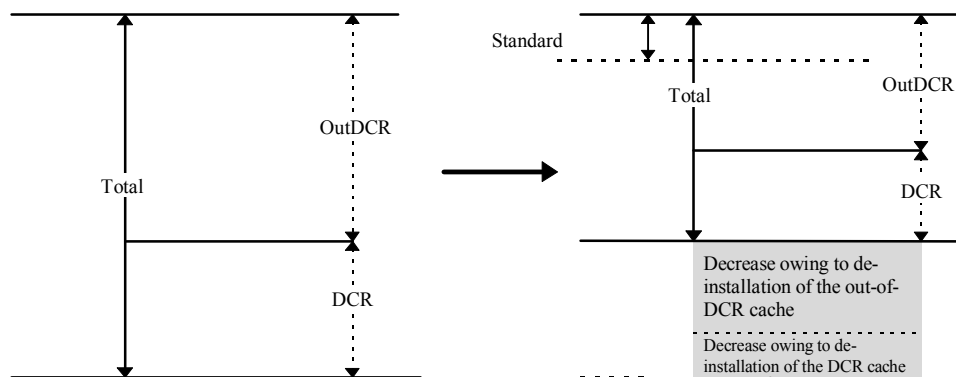 OutDCR
Total
DCR
Standard
Total
OutDCR
DCR
Decrease owing to de-
installation of the out-of-
DCR cache
Decrease owing to de-
installation of the DCR cache